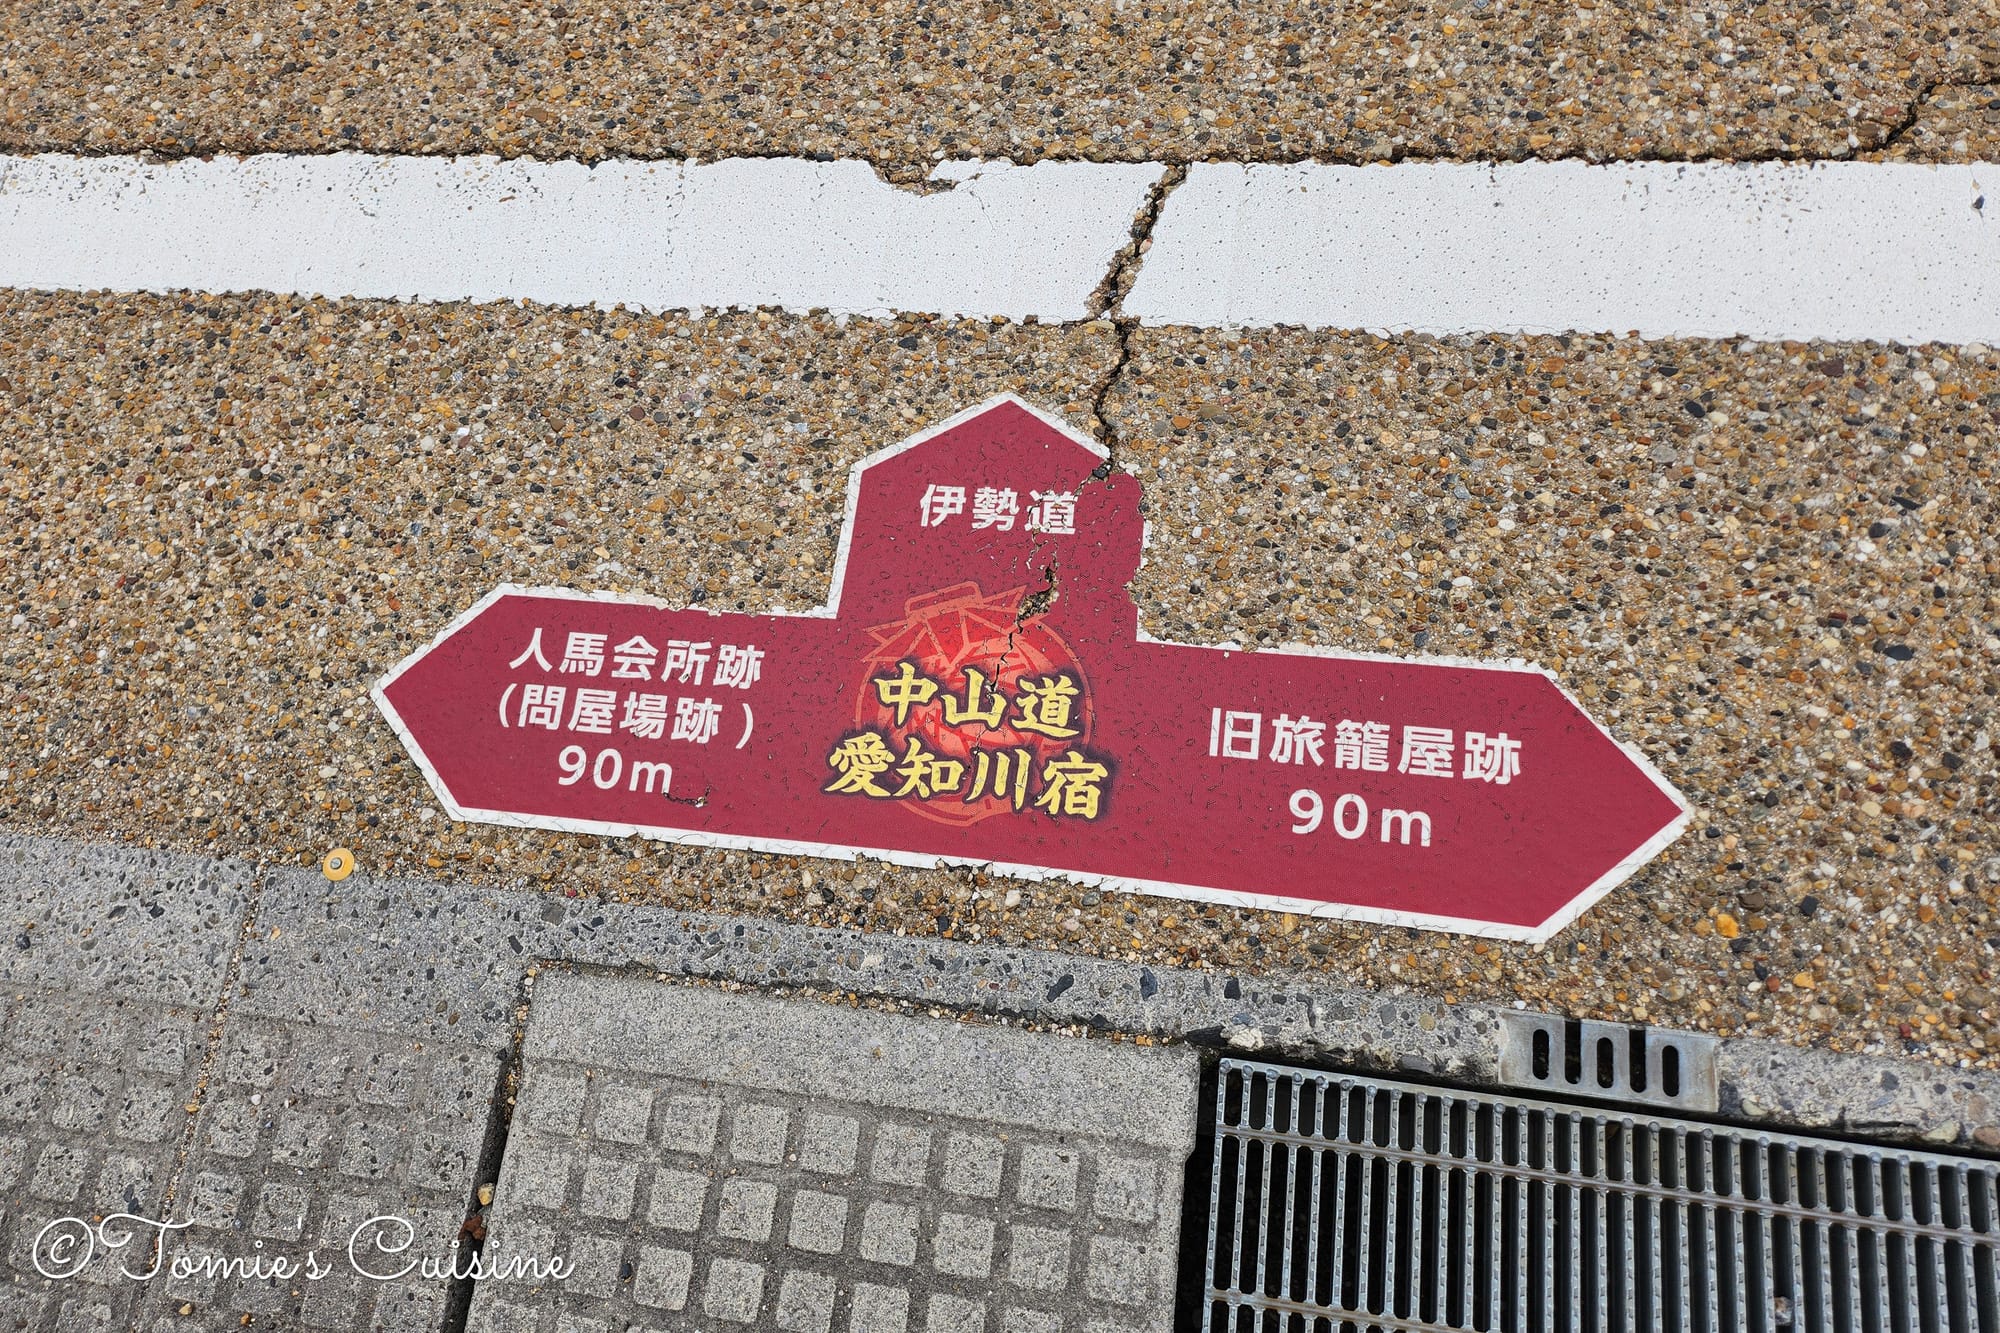 伊勢道
人馬会所跡
(問屋場跡)
90m
中山道
愛知川宿
旧旅籠屋跡
90m
©Tomie's Cuisine